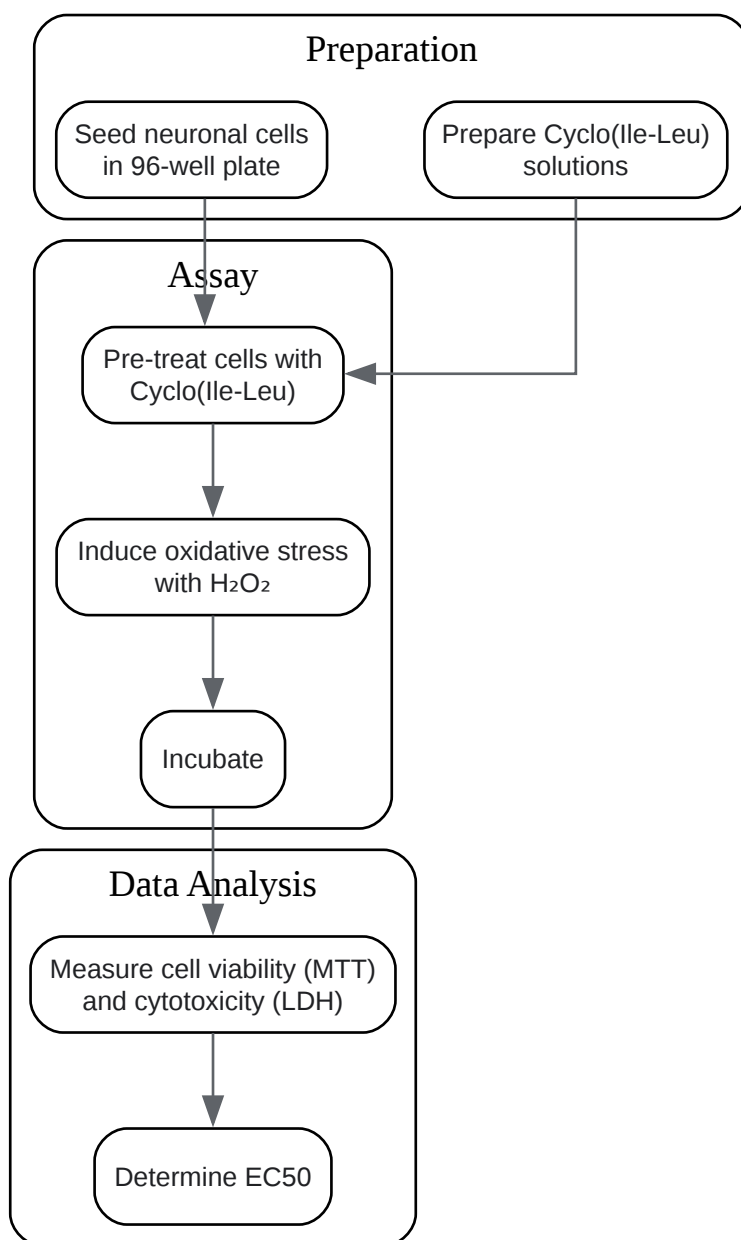 Preparation
Seed neuronal cells
in 96-well plate
Prepare Cyclo(Ile-Leu)
solutions
Assay
Pre-treat cells with
Cyclo(Ile-Leu)
Induce oxidative stress
with H₂O₂
Incubate
Data Analysis
Measure cell viability (MTT)
and cytotoxicity (LDH)
Determine EC50